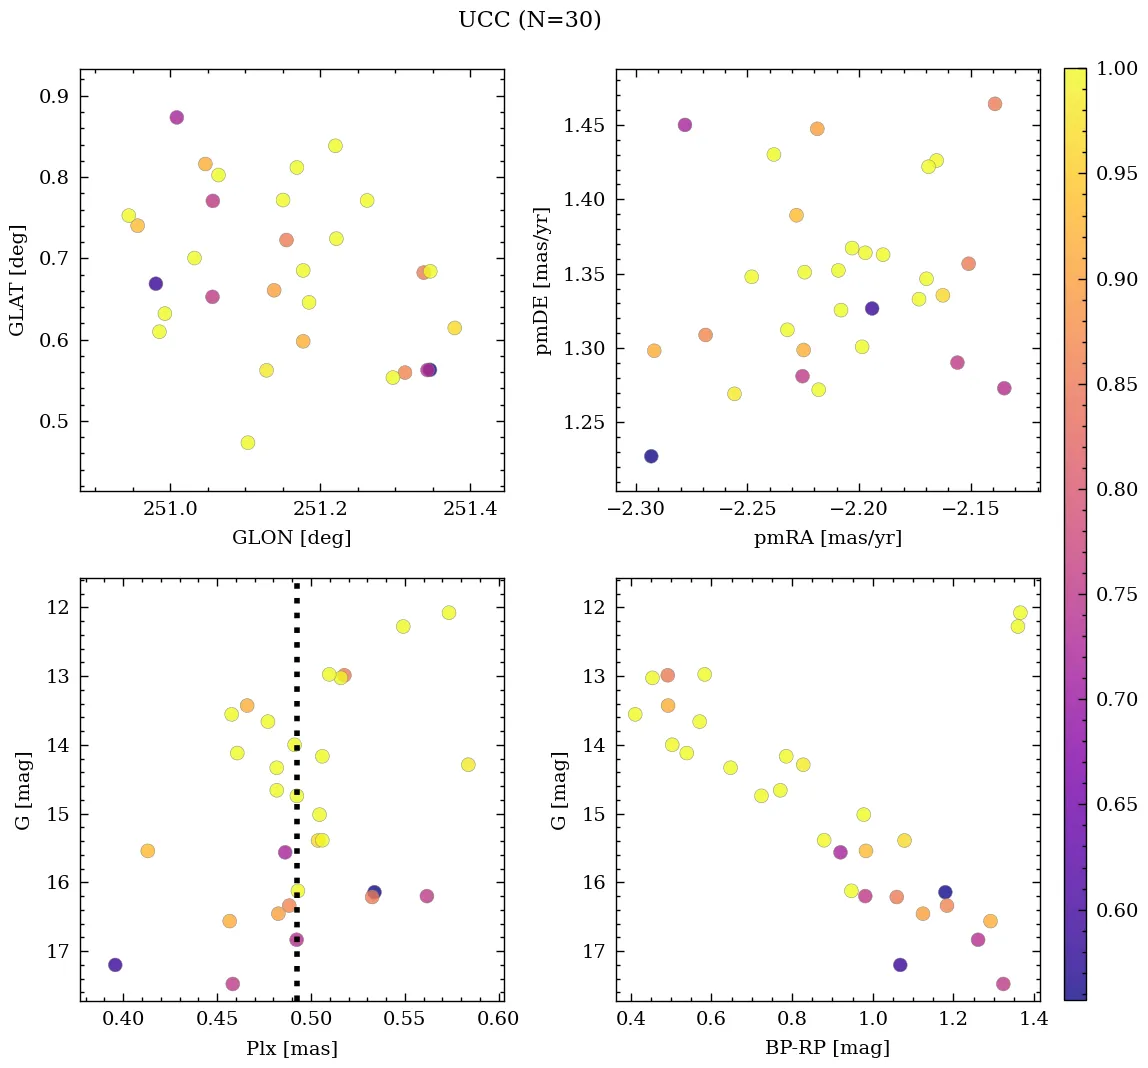 UCC (N=30)
0.9
0.8
0.7
0.6
0.5
GLAT [deg]
251.0 251.2 251.4
GLON [deg]
1.45
1.40
1.35
1.30
1.25
pmDE [mas/yr]
−2.30 −2.25 −2.20 −2.15
pmRA [mas/yr]
1.00
0.95
0.90
0.85
0.80
0.75
0.70
0.65
0.60
12
13
14
15
16
17
G [mag]
0.40 0.45 0.50 0.55 0.60
Plx [mas]
12
13
14
15
16
17
G [mag]
0.4 0.6 0.8 1.0 1.2 1.4
BP-RP [mag]